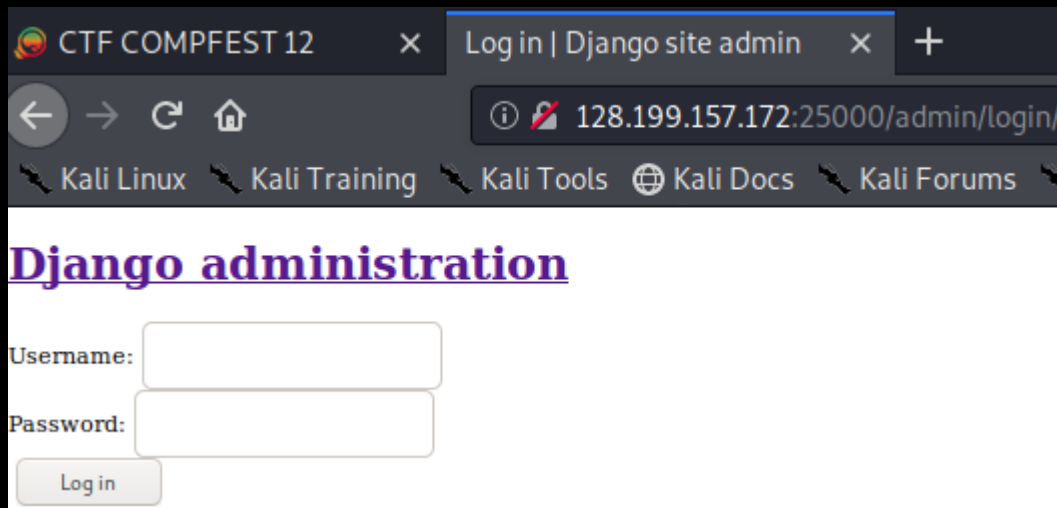 CTF COMPFEST 12
Log in | Django site admin
128.199.157.172:25000/admin/login/
Kali Linux Kali Training Kali Tools Kali Docs Kali Forums
Django administration
Username:
Password:
Log in